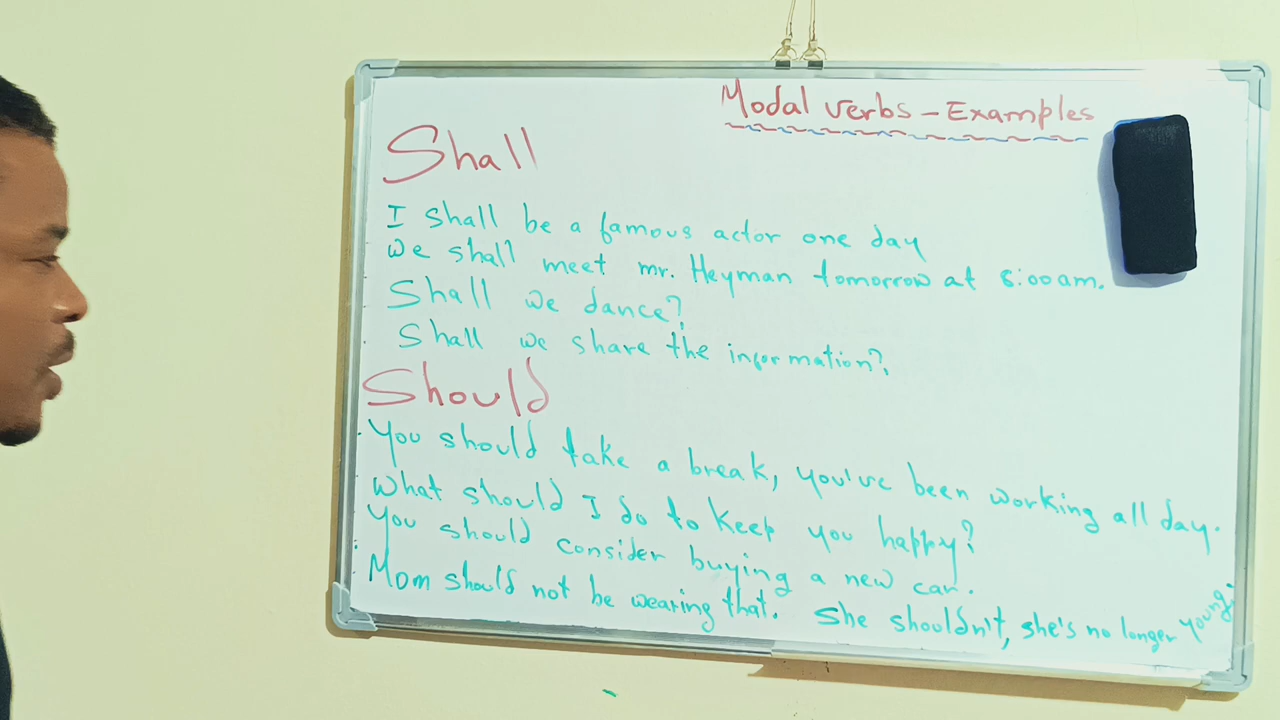 Modal verbs - Examples
Shall
I shall be a famous actor one day
We shall meet mr. Heyman tomorrow at 8:00 am.
Shall we dance?
Shall we share the information?
Should
You should take a break, you've been working all day.
What should I do to keep you happy?
You should consider buying a new car.
Mom should not be wearing that. She shouldn't, she's no longer young.